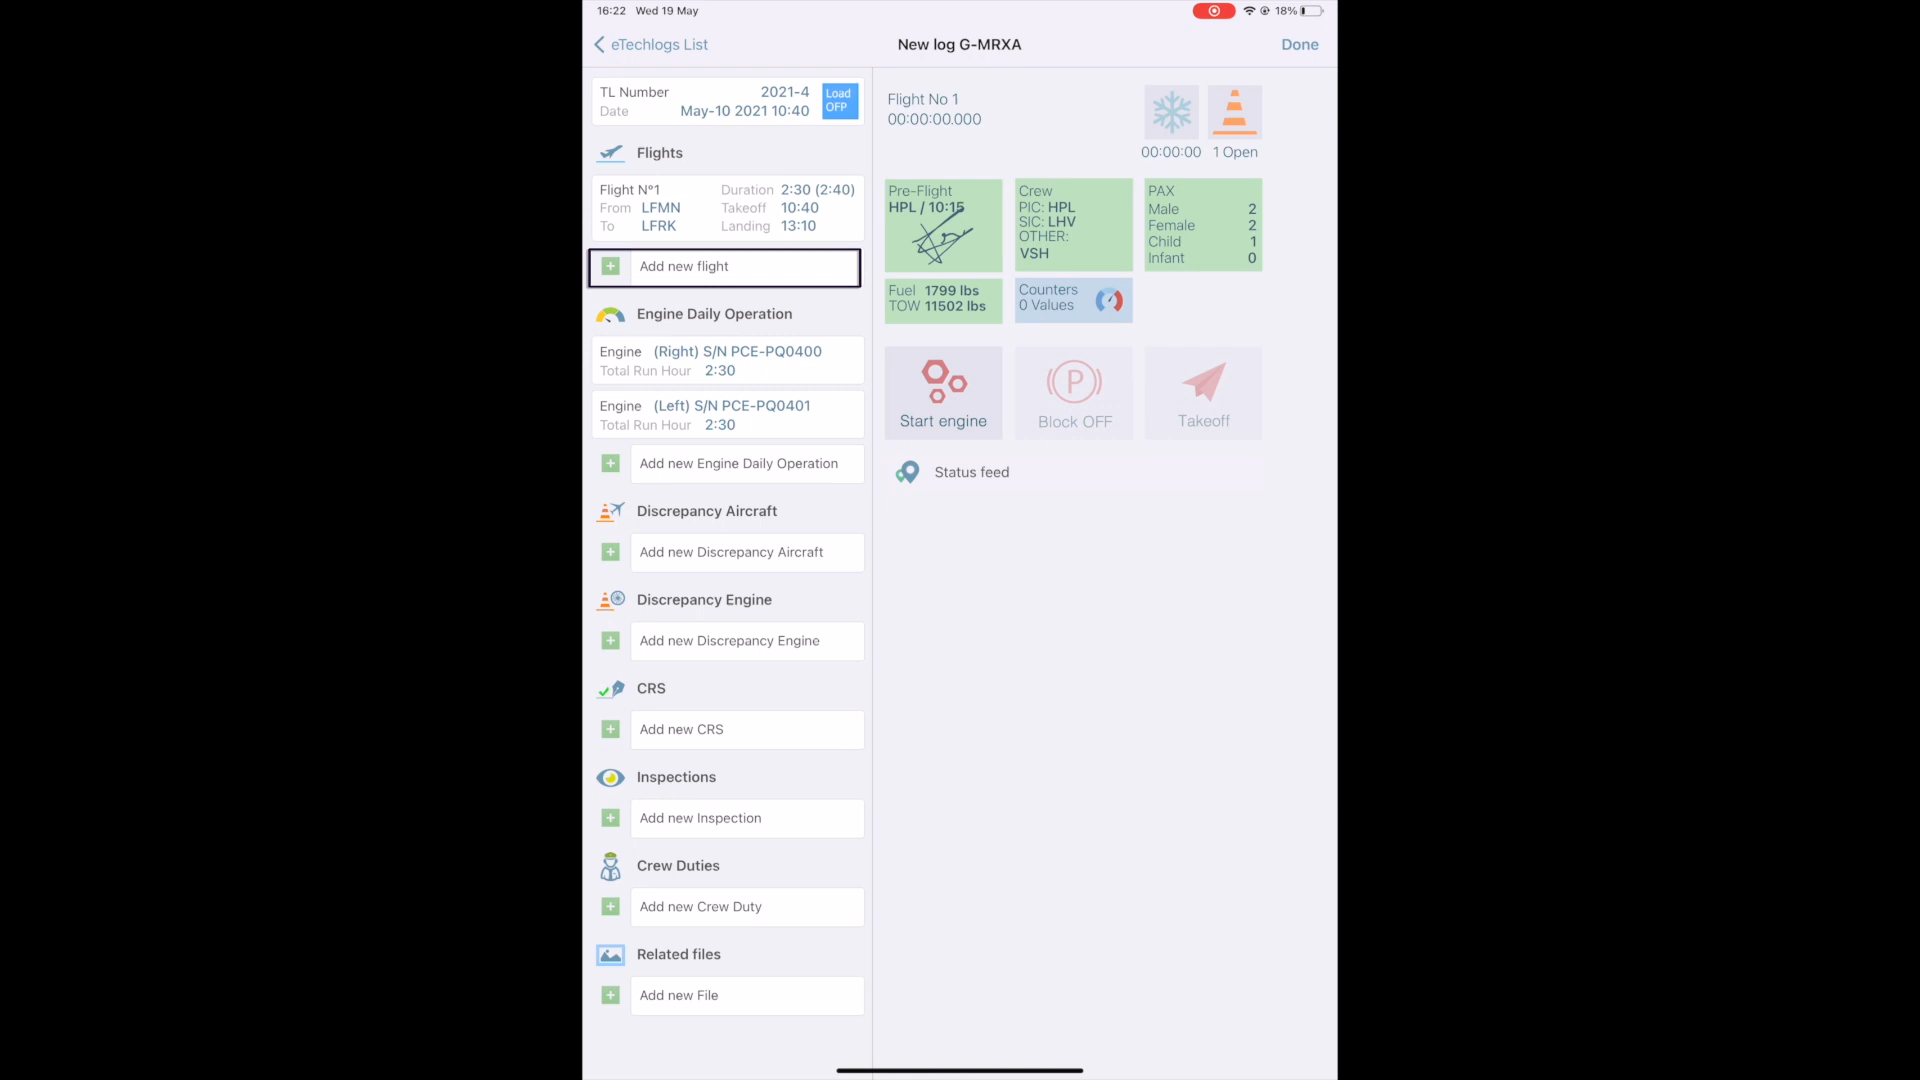 16:22 Wed 19 May
18%
eTechlogs List
New log G-MRXA
Done
TL Number 2021-4
Date May-10 2021 10:40
Load
OFP
Flights
Flight N°1 Duration 2:30 (2:40)
From LFMN Takeoff 10:40
To LFRK Landing 13:10
Add new flight
Engine Daily Operation
Engine (Right) S/N PCE-PQ0400
Total Run Hour 2:30
Engine (Left) S/N PCE-PQ0401
Total Run Hour 2:30
Add new Engine Daily Operation
Discrepancy Aircraft
Add new Discrepancy Aircraft
Discrepancy Engine
Add new Discrepancy Engine
CRS
Add new CRS
Inspections
Add new Inspection
Crew Duties
Add new Crew Duty
Related files
Add new File
Flight No 1
00:00:00.000
00:00:00
1 Open
Pre-Flight
HPL / 10:15
Crew
PIC: HPL
SIC: LHV
OTHER:
VSH
PAX
Male 2
Female 2
Child 1
Infant 0
Fuel 1799 lbs
TOW 11502 lbs
Counters
0 Values
Start engine
(P)
Block OFF
Takeoff
Status feed